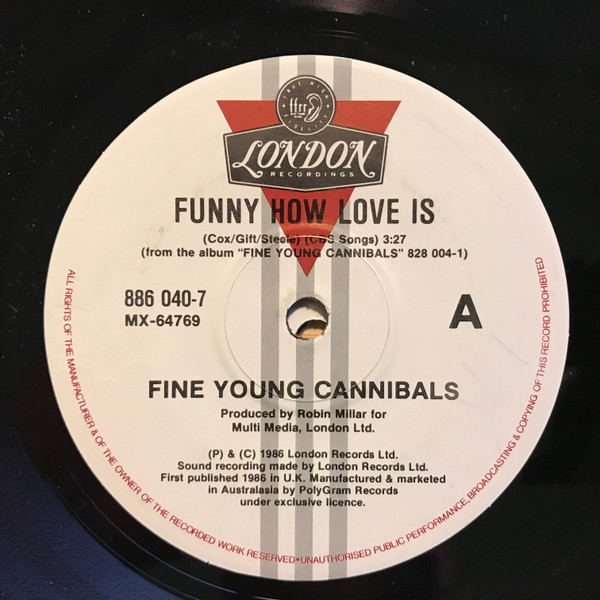 FULL HIGH
ffrr
FIDELITY
LONDON
RECORDINGS
FUNNY HOW LOVE IS
(Cox/Gift/Steele) (CBS Songs) 3:27
(from the album "FINE YOUNG CANNIBALS" 828 004-1)
886 040-7
MX-64769
A
FINE YOUNG CANNIBALS
Produced by Robin Millar for
Multi Media, London Ltd.
(P) & (C) 1986 London Records Ltd.
Sound recording made by London Records Ltd.
First published 1986 in U.K. Manufactured & marketed
in Australasia by PolyGram Records
under exclusive licence.
ALL RIGHTS OF THE MANUFACTURER & OF THE OWNER OF THE RECORDED WORK RESERVED•UNAUTHORISED PUBLIC PERFORMANCE, BROADCASTING & COPYING OF THIS RECORD PROHIBITED